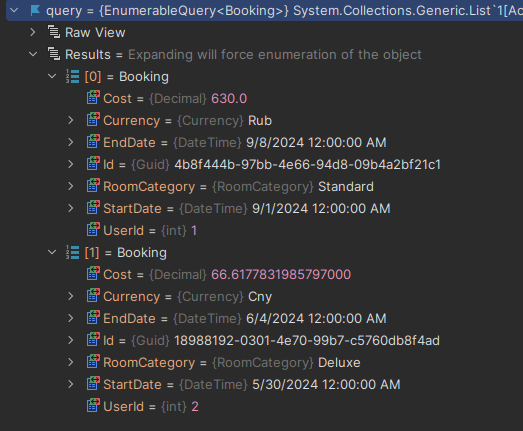 query = {EnumerableQuery<Booking>} System.Collections.Generic.List`1[Ac
Raw View
Results = Expanding will force enumeration of the object
[0] = Booking
Cost = {Decimal} 630.0
Currency = {Currency} Rub
EndDate = {DateTime} 9/8/2024 12:00:00 AM
Id = {Guid} 4b8f444b-97bb-4e66-94d8-09b4a2bf21c1
RoomCategory = {RoomCategory} Standard
StartDate = {DateTime} 9/1/2024 12:00:00 AM
UserId = {int} 1
[1] = Booking
Cost = {Decimal} 66.6177831985797000
Currency = {Currency} Cny
EndDate = {DateTime} 6/4/2024 12:00:00 AM
Id = {Guid} 18988192-0301-4e70-99b7-c5760db8f4ad
RoomCategory = {RoomCategory} Deluxe
StartDate = {DateTime} 5/30/2024 12:00:00 AM
UserId = {int} 2